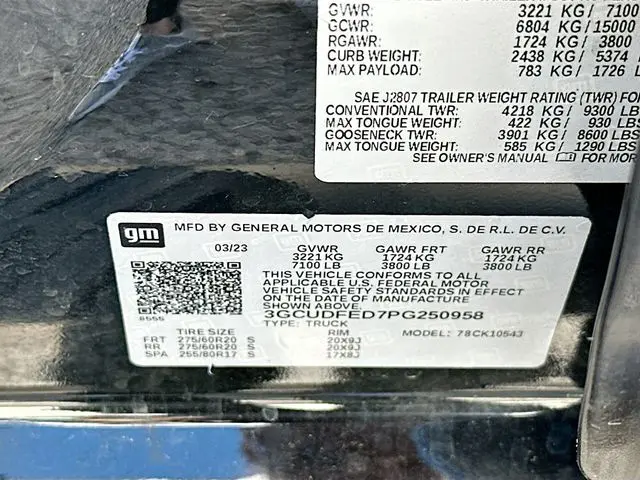 GVWR: 3221 KG / 7100
GCWR: 6804 KG / 15000
RGAWR: 1724 KG / 3800
CURB WEIGHT: 2438 KG / 5374
MAX PAYLOAD: 783 KG / 1726 L
SAE J2807 TRAILER WEIGHT RATING (TWR) FO
CONVENTIONAL TWR: 4218 KG / 9300 LB
MAX TONGUE WEIGHT: 422 KG / 930 LBS
GOOSENECK TWR: 3901 KG / 8600 LBS
MAX TONGUE WEIGHT: 585 KG / 1290 LBS
SEE OWNER'S MANUAL FOR MOR
gm MFD BY GENERAL MOTORS DE MEXICO, S. DE R.L. DE C.V.
03/23 GVWR GAWR FRT GAWR RR
3221 KG 1724 KG 1724 KG
7100 LB 3800 LB 3800 LB
THIS VEHICLE CONFORMS TO ALL
APPLICABLE U.S. FEDERAL MOTOR
VEHICLE SAFETY STANDARDS IN EFFECT
ON THE DATE OF MANUFACTURE
SHOWN ABOVE.
3GCUDFED7PG250958
TYPE: TRUCK
MODEL: 78CK10543
TIRE SIZE RIM
FRT 275/60R20 S 20X9J
RR 275/60R20 S 20X9J
SPA 255/80R17 S 17X8J